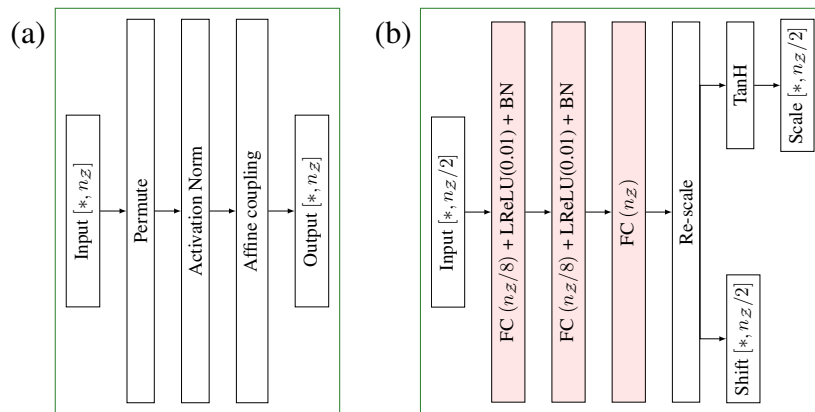 (a)
Input [∗, n_𝒵]
Permute
Activation Norm
Affine coupling
Output [∗, n_𝒵]
(b)
Input [∗, n_𝒵/2]
FC (n_𝒵/8) + LReLU(0.01) + BN
FC (n_𝒵/8) + LReLU(0.01) + BN
FC (n_𝒵)
Re-scale
TanH
Scale [∗, n_𝒵/2]
Shift [∗, n_𝒵/2]